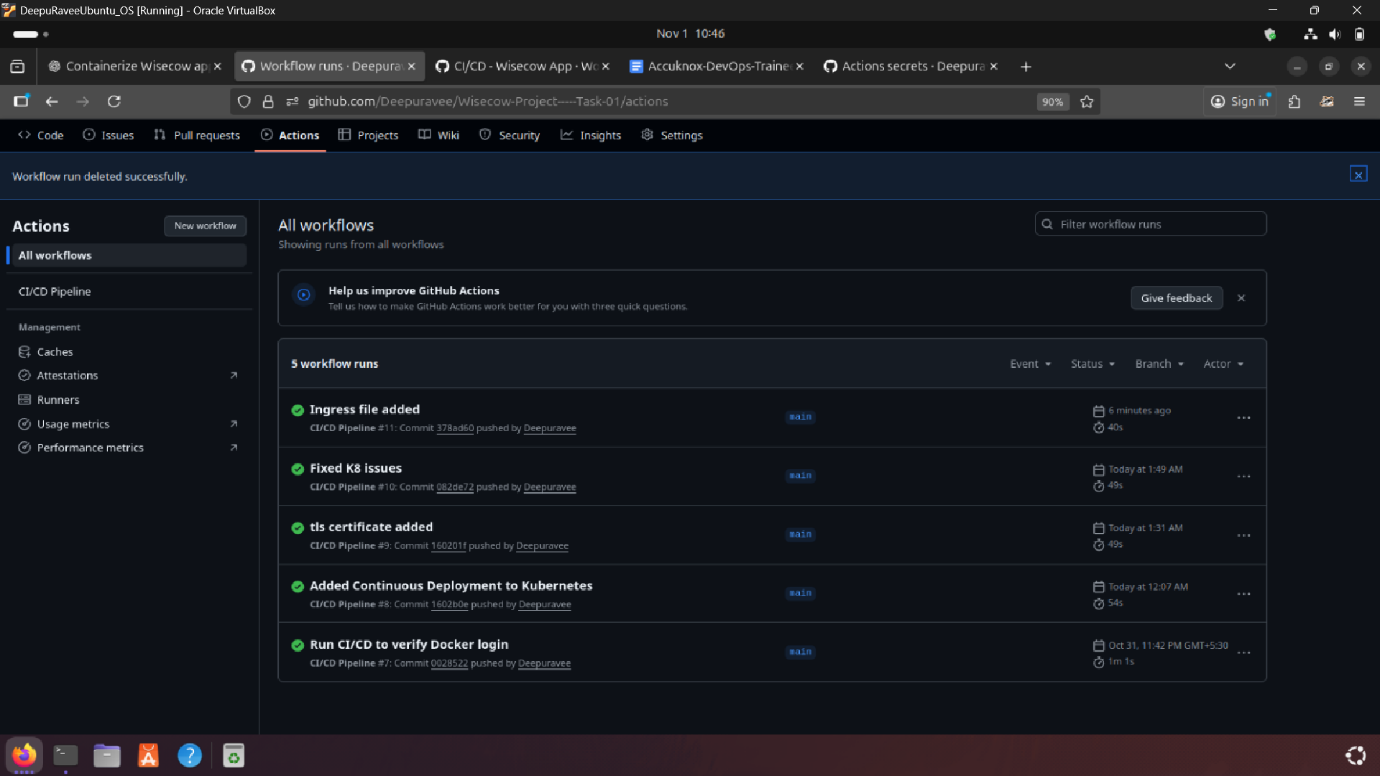 DeepuRaveeUbuntu_OS [Running] - Oracle VirtualBox
Nov 1 10:46
Containerize Wisecow ap
Workflow runs · Deepurav
CI/CD - Wisecow App - Wo
Accuknox-DevOps-Trainee
Actions secrets · Deepura
github.com/Deepuravee/Wisecow-Project-----Task-01/actions
90%
Sign in
Code
Issues
Pull requests
Actions
Projects
Wiki
Security
Insights
Settings
Workflow run deleted successfully.
Actions
New workflow
All workflows
CI/CD Pipeline
Management
Caches
Attestations
Runners
Usage metrics
Performance metrics
All workflows
Showing runs from all workflows
Filter workflow runs
Help us improve GitHub Actions
Tell us how to make GitHub Actions work better for you with three quick questions.
Give feedback
5 workflow runs
Event
Status
Branch
Actor
Ingress file added
CI/CD Pipeline #11: Commit 378ad60 pushed by Deepuravee
main
6 minutes ago
40s
Fixed K8 issues
CI/CD Pipeline #10: Commit 082de72 pushed by Deepuravee
main
Today at 1:49 AM
49s
tls certificate added
CI/CD Pipeline #9: Commit 160201f pushed by Deepuravee
main
Today at 1:31 AM
49s
Added Continuous Deployment to Kubernetes
CI/CD Pipeline #8: Commit 1602b0e pushed by Deepuravee
main
Today at 12:07 AM
54s
Run CI/CD to verify Docker login
CI/CD Pipeline #7: Commit 0028522 pushed by Deepuravee
main
Oct 31, 11:42 PM GMT+5:30
1m 1s